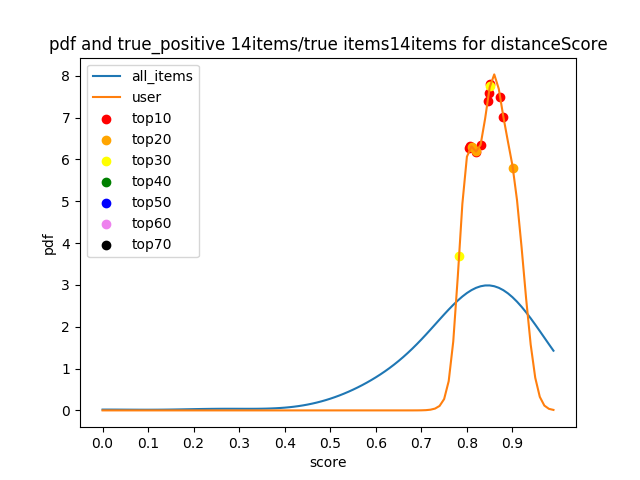 pdf and true_positive 14items/true items14items for distanceScore
all_items
user
top10
top20
top30
top40
top50
top60
top70
pdf
8
7
6
5
4
3
2
1
0
0.0 0.1 0.2 0.3 0.4 0.5 0.6 0.7 0.8 0.9
score